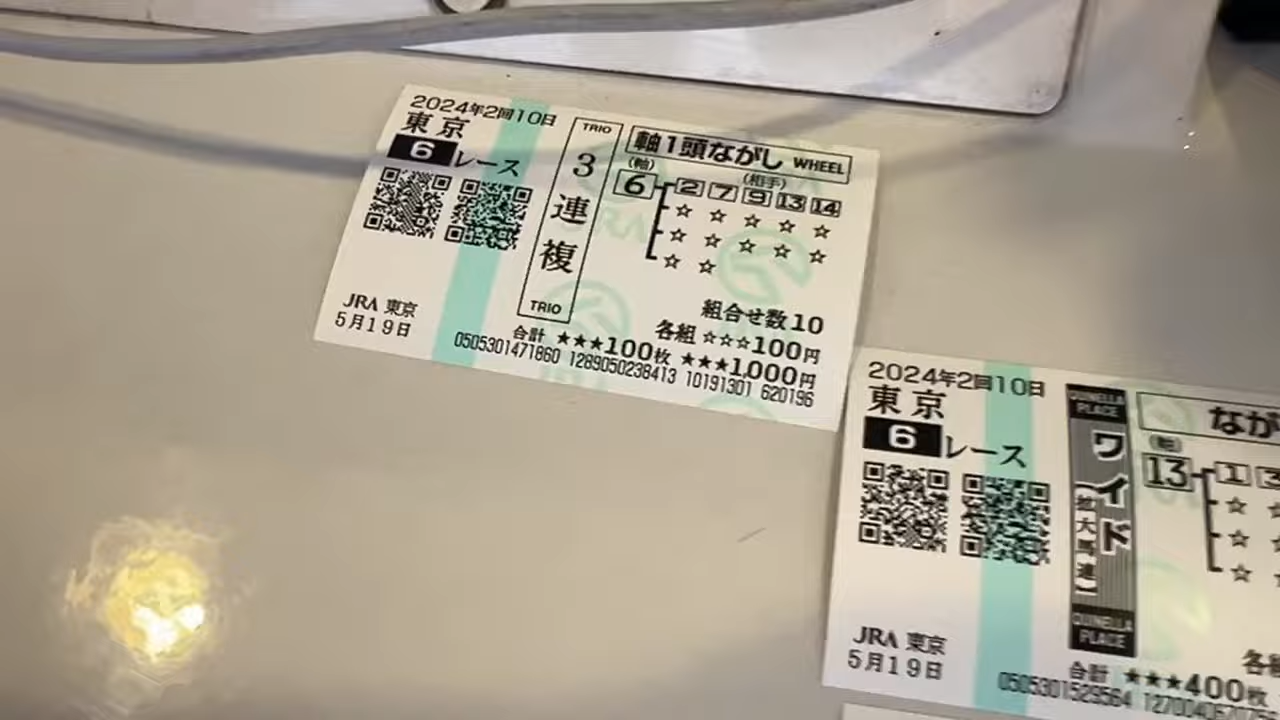 2024年2回10日
東京
6 レース
TRIO
3連複
TRIO
軸1頭ながし WHEEL
(軸)
(相手)
6 2 7 9 13 14
☆☆☆☆☆
☆☆☆☆☆
☆☆
組合せ数10
各組 ☆☆☆100円
JRA 東京
5月19日
合計 ★★★100枚 ★★★1,000円
0505301471860 1289050238413 10191301 620196
2024年2回10日
東京
6 レース
QUINELLA
PLACE
ワイド
(拡大馬連)
QUINELLA
PLACE
なが
(軸)
13 1 3
☆
☆
☆
各組
JRA 東京
5月19日
合計 ★★★400枚
0505301529564